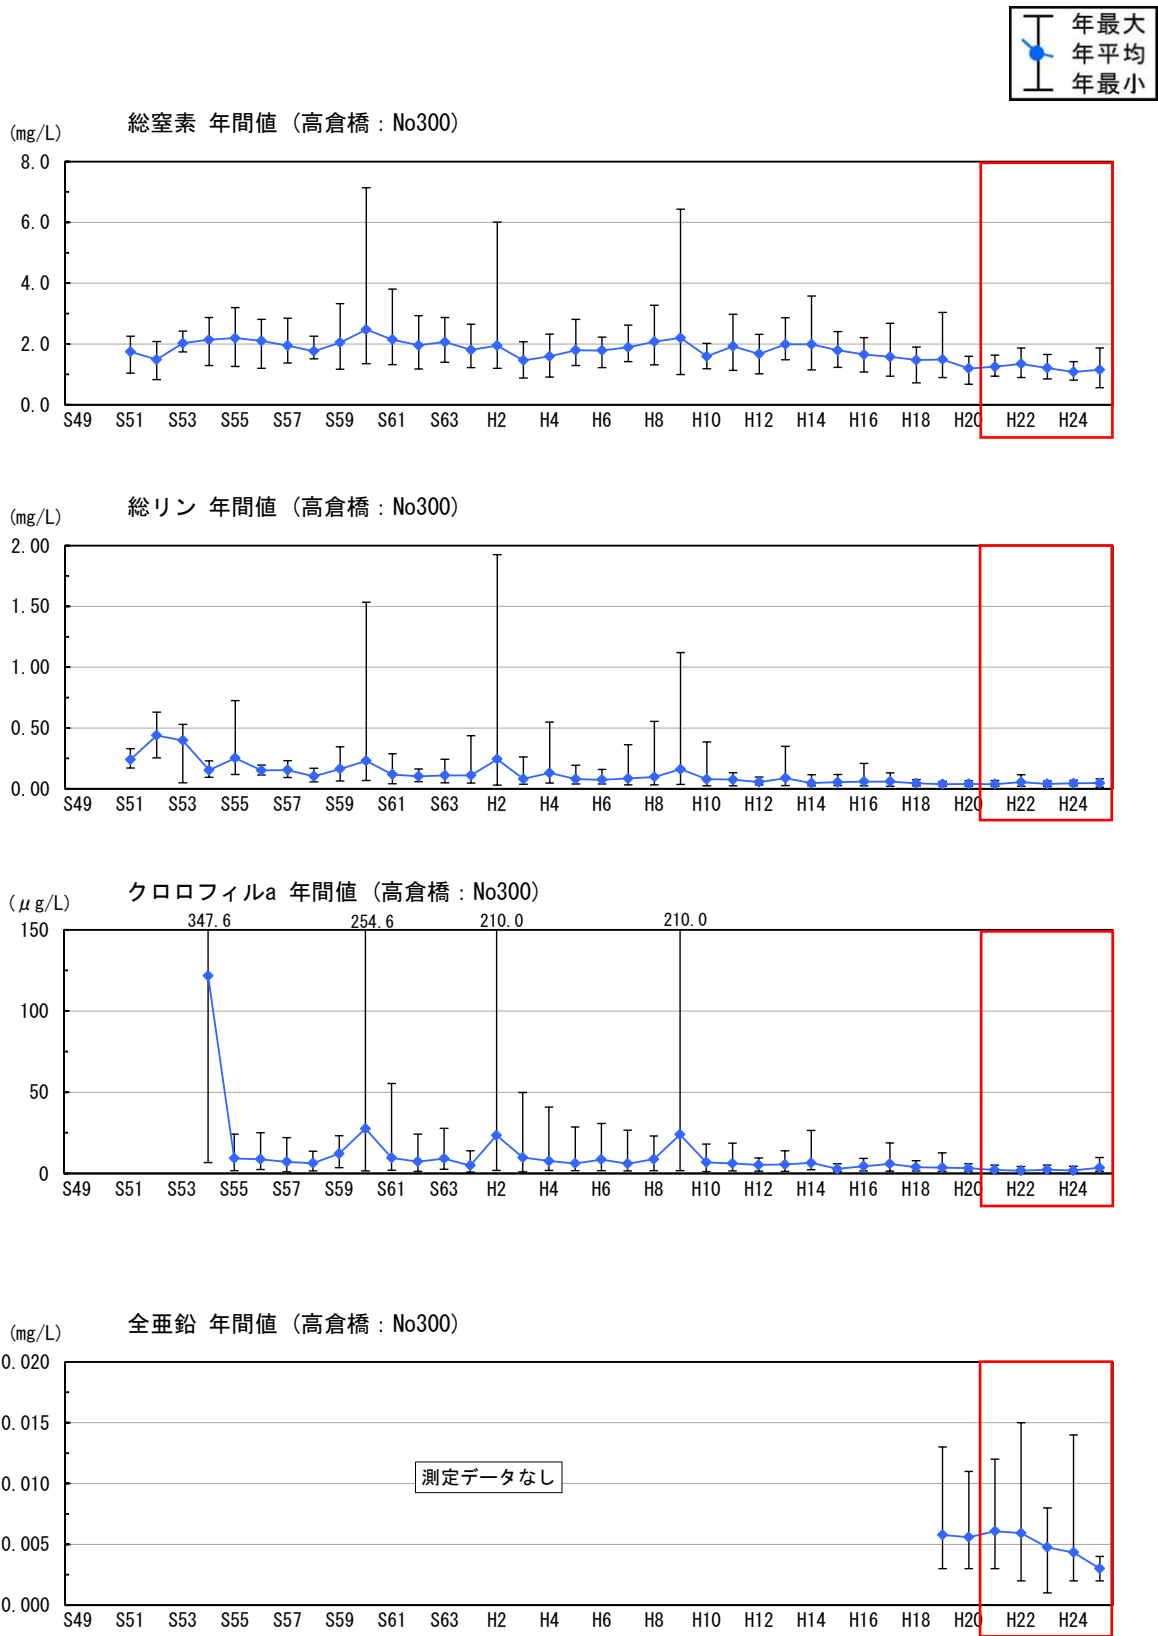 年最大
年平均
年最小
総窒素 年間値 (高倉橋:No300)
(mg/L)
8.0
6.0
4.0
2.0
0.0
S49 S51 S53 S55 S57 S59 S61 S63 H2 H4 H6 H8 H10 H12 H14 H16 H18 H20 H22 H24
総リン 年間値 (高倉橋:No300)
(mg/L)
2.00
1.50
1.00
0.50
0.00
S49 S51 S53 S55 S57 S59 S61 S63 H2 H4 H6 H8 H10 H12 H14 H16 H18 H20 H22 H24
クロロフィルa 年間値 (高倉橋:No300)
(μg/L)
347.6 254.6 210.0 210.0
150
100
50
0
S49 S51 S53 S55 S57 S59 S61 S63 H2 H4 H6 H8 H10 H12 H14 H16 H18 H20 H22 H24
全亜鉛 年間値 (高倉橋:No300)
(mg/L)
0.020
0.015
0.010
測定データなし
0.005
0.000
S49 S51 S53 S55 S57 S59 S61 S63 H2 H4 H6 H8 H10 H12 H14 H16 H18 H20 H22 H24